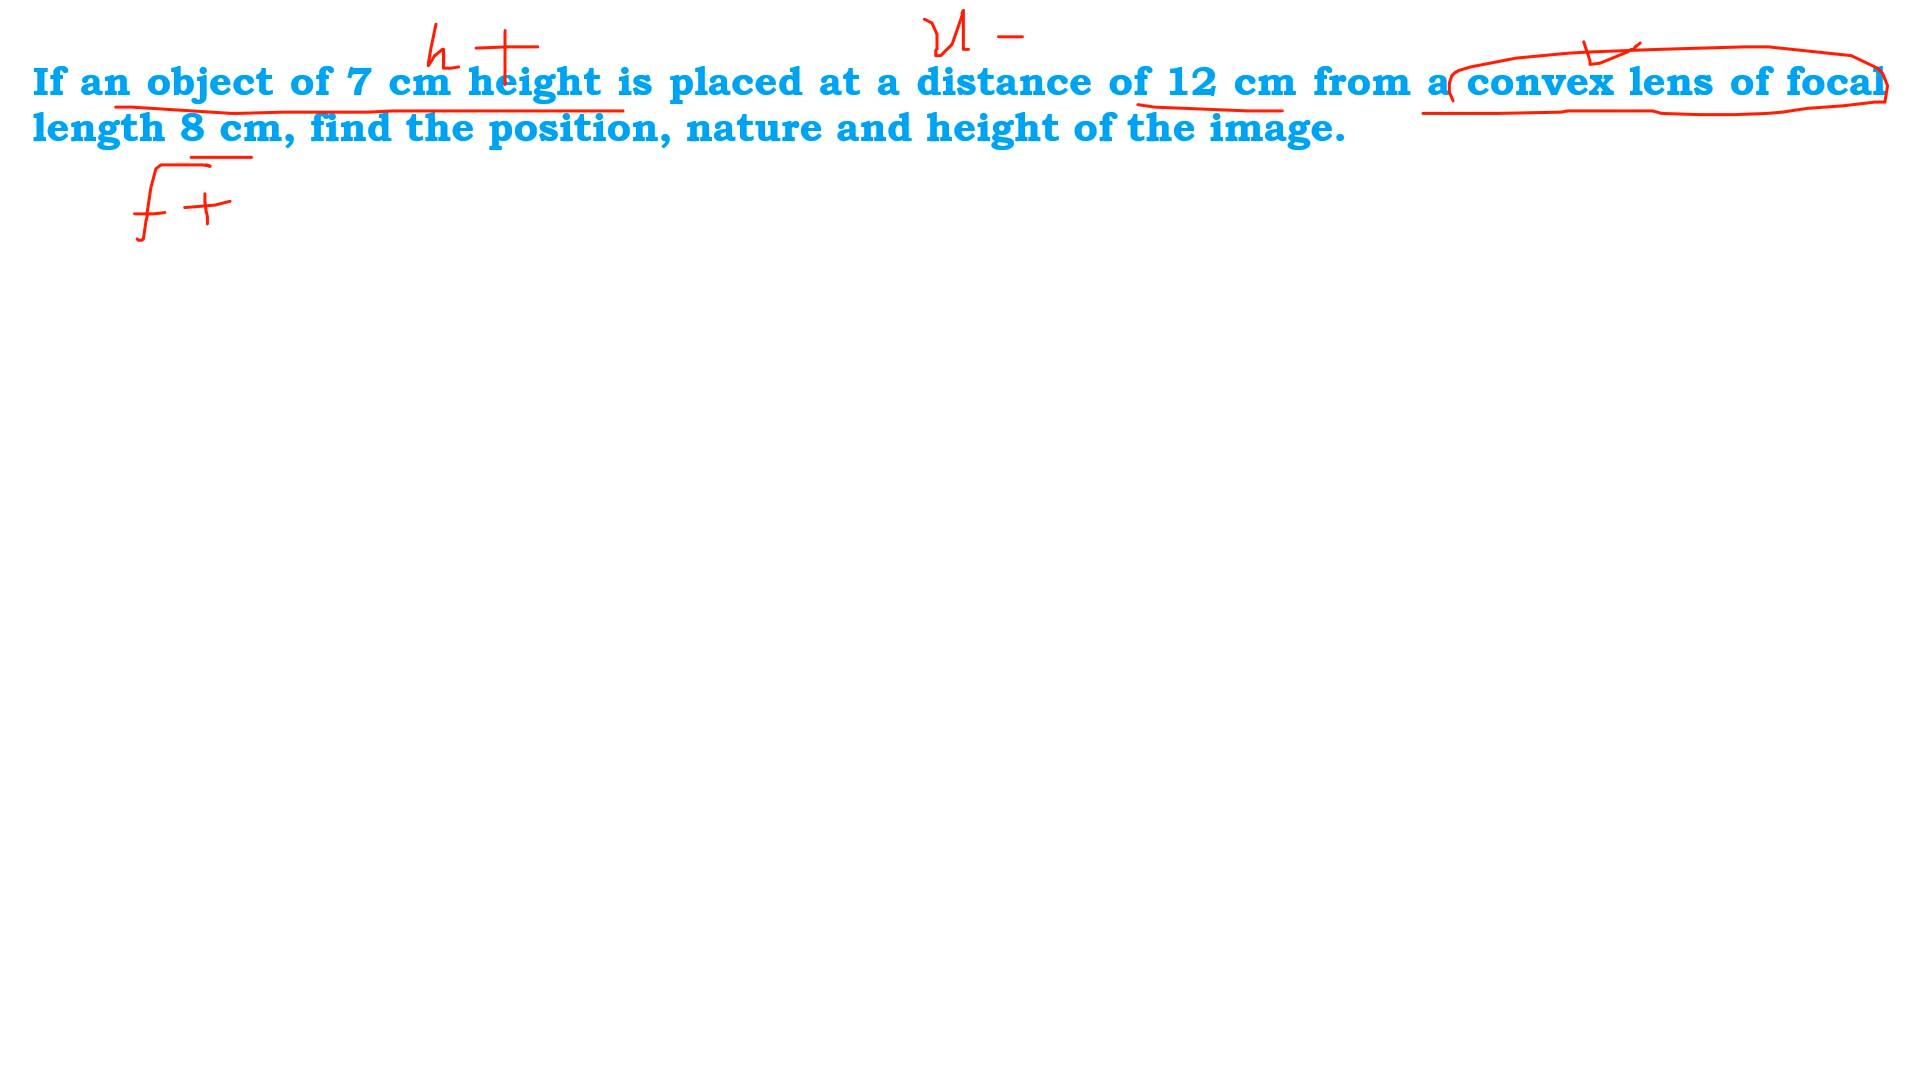 h +
u -
If an object of 7 cm height is placed at a distance of 12 cm from a convex lens of focal
length 8 cm, find the position, nature and height of the image.
f +